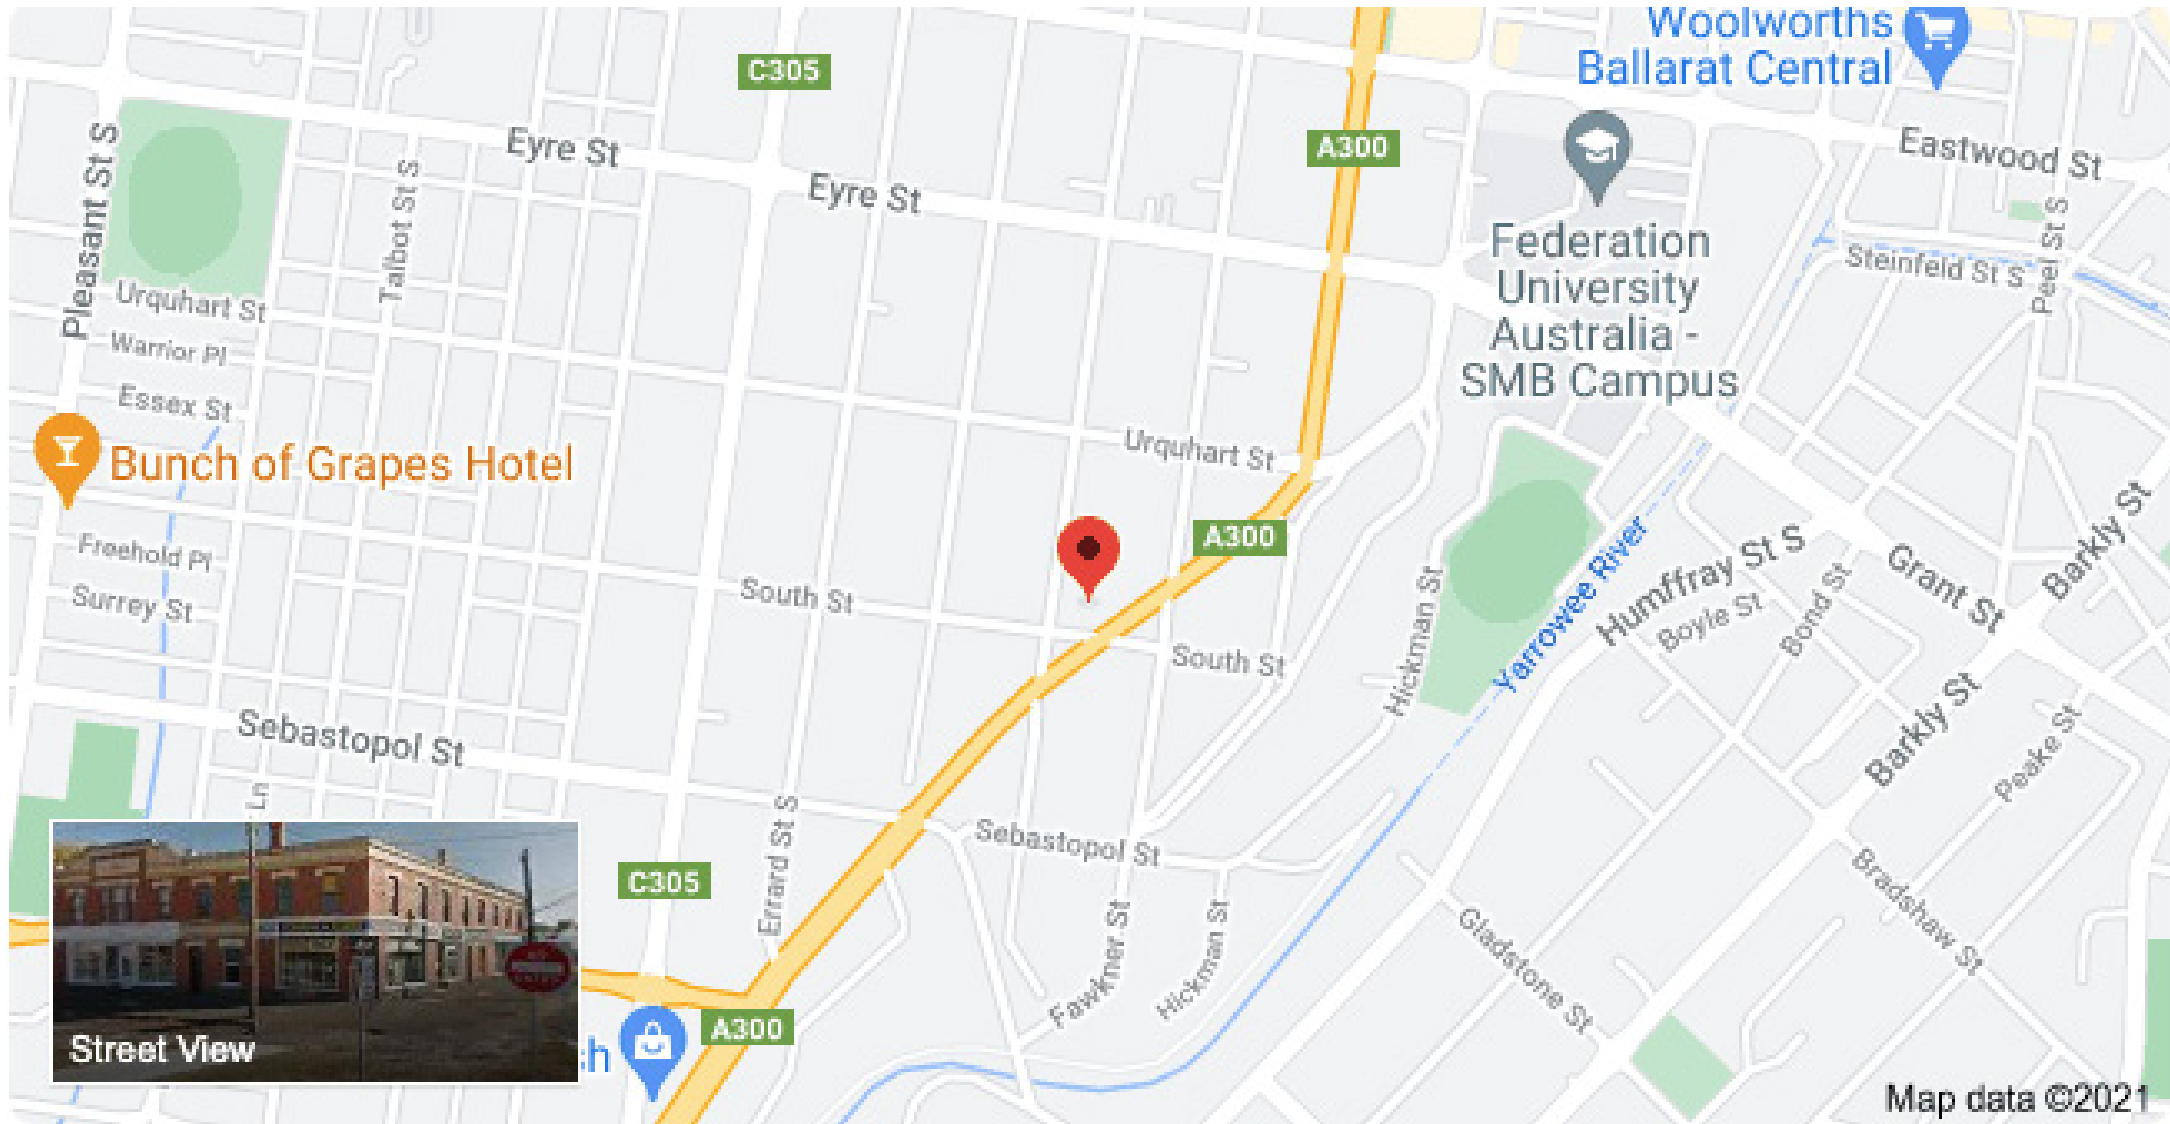 Woolworths
Ballarat Central
C305
A300
Eyre St
Eyre St
Eastwood St
Pleasant St S
Talbot St S
Peel St S
Federation
University
Australia -
SMB Campus
Steinfeld St S
Urquhart St
Warrior Pl
Essex St
Bunch of Grapes Hotel
Urquhart St
A300
Freehold Pl
Surrey St
South St
South St
Hickman St
Yarrowee River
Humffray St S
Boyle St
Bond St
Grant St
Barkly St
Barkly St
Peake St
Sebastopol St
Ln
Errard St S
Sebastopol St
C305
Fawkner St
Hickman St
Gladstone St
Bradshaw St
A300
h
Street View
Map data ©2021